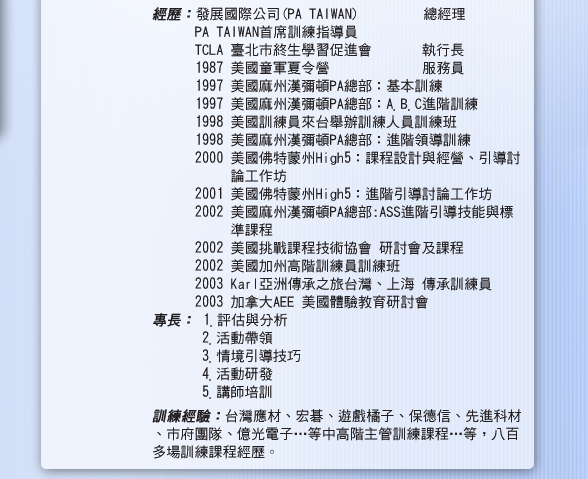 經歷：發展國際公司(PA TAIWAN) 總經理
PA TAIWAN首席訓練指導員
TCLA 臺北市終生學習促進會 執行長
1987 美國童軍夏令營 服務員
1997 美國麻州漢彌頓PA總部：基本訓練
1997 美國麻州漢彌頓PA總部：A.B.C進階訓練
1998 美國訓練員來台舉辦訓練人員訓練班
1998 美國麻州漢彌頓PA總部：進階領導訓練
2000 美國佛特蒙州High5：課程設計與經營、引導討
論工作坊
2001 美國佛特蒙州High5：進階引導討論工作坊
2002 美國麻州漢彌頓PA總部:ASS進階引導技能與標
準課程
2002 美國挑戰課程技術協會 研討會及課程
2002 美國加州高階訓練員訓練班
2003 Karl亞洲傳承之旅台灣、上海 傳承訓練員
2003 加拿大AEE 美國體驗教育研討會
專長：1.評估與分析
2.活動帶領
3.情境引導技巧
4.活動研發
5.講師培訓
訓練經驗：台灣應材、宏碁、遊戲橘子、保德信、先進科材
、市府團隊、億光電子…等中高階主管訓練課程…等，八百
多場訓練課程經歷。